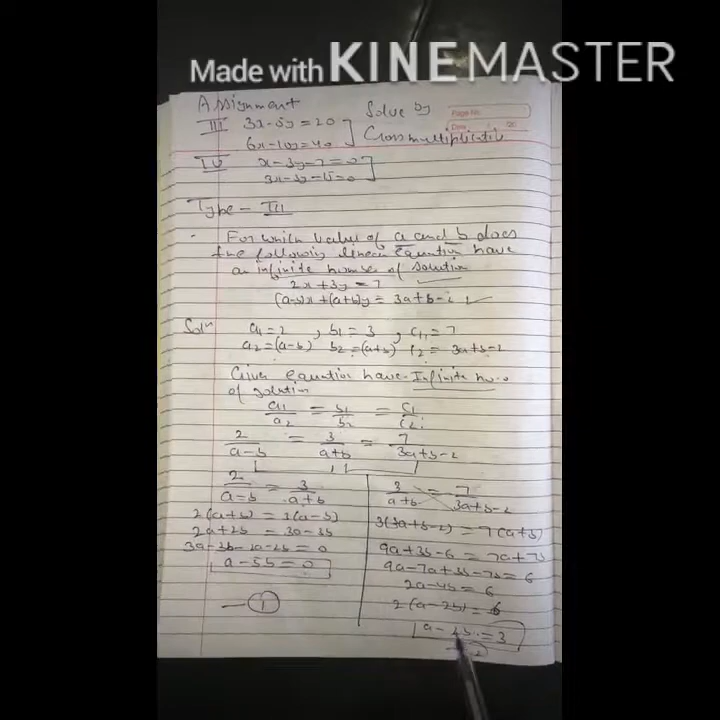 Made with KINEMASTER
Assignment
III 3x-5y=20 Solve by
6x-10y=40 Crossmultiplicativ
Page No.
Date
IV x-3y-7=0
3x-3y-15=0
Type - III
For which value of a and b does
the following linear equation have
an infinite number of solution
2x+3y=7
(a-b)x+(a+b)y=3a+b-2
Solⁿ a1=2, b1=3, c1=7
a2=(a-b) b2=(a+b) c2=3a+b-2
Given equation have Infinite no.
of solution
a1/a2 = b1/b2 = c1/c2
2/a-b = 3/a+b = 7/3a+b-2
2/a-b = 3/a+b
2(a+b)=3(a-b)
2a+2b=3a-3b
3a-3b-2a-2b=0
a-5b=0
—①
3/a+b = 7/3a+b-2
3(3a+b-2)=7(a+b)
9a+3b-6=7a+7b
9a-7a+3b-7b=6
2a-4b=6
2(a-2b)=6
a-2b=3
②